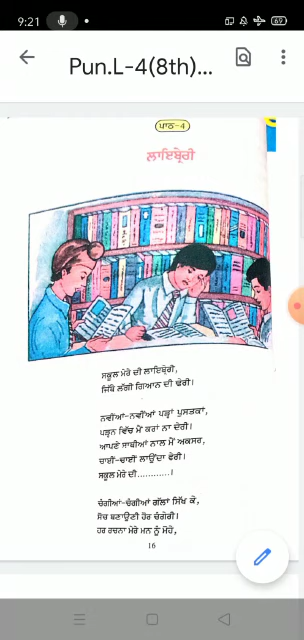 9:21
69
Pun.L-4(8th)...
ਪਾਠ-4
ਲਾਇਬ੍ਰੇਰੀ
ਸਕੂਲ ਮੇਰੇ ਦੀ ਲਾਇਬ੍ਰੇਰੀ,
ਜਿੱਥੇ ਲੱਗੀ ਗਿਆਨ ਦੀ ਢੇਰੀ।
ਨਵੀਂਆਂ-ਨਵੀਂਆਂ ਪੜ੍ਹਾਂ ਪੁਸਤਕਾਂ,
ਪੜ੍ਹਨ ਵਿੱਚ ਮੈਂ ਕਰਾਂ ਨਾ ਦੇਰੀ।
ਆਪਣੇ ਸਾਥੀਆਂ ਨਾਲ ਮੈਂ ਅਕਸਰ,
ਚਾਈਂ-ਚਾਈਂ ਲਾਉਂਦਾ ਫੇਰੀ।
ਸਕੂਲ ਮੇਰੇ ਦੀ............।
ਚੰਗੀਆਂ-ਚੰਗੀਆਂ ਗੱਲਾਂ ਸਿੱਖ ਕੇ,
ਸੋਚ ਬਣਾਉਣੀ ਹੋਰ ਚੰਗੇਰੀ।
ਹਰ ਰਚਨਾ ਮੇਰੇ ਮਨ ਨੂੰ ਮੋਹੇ,
16